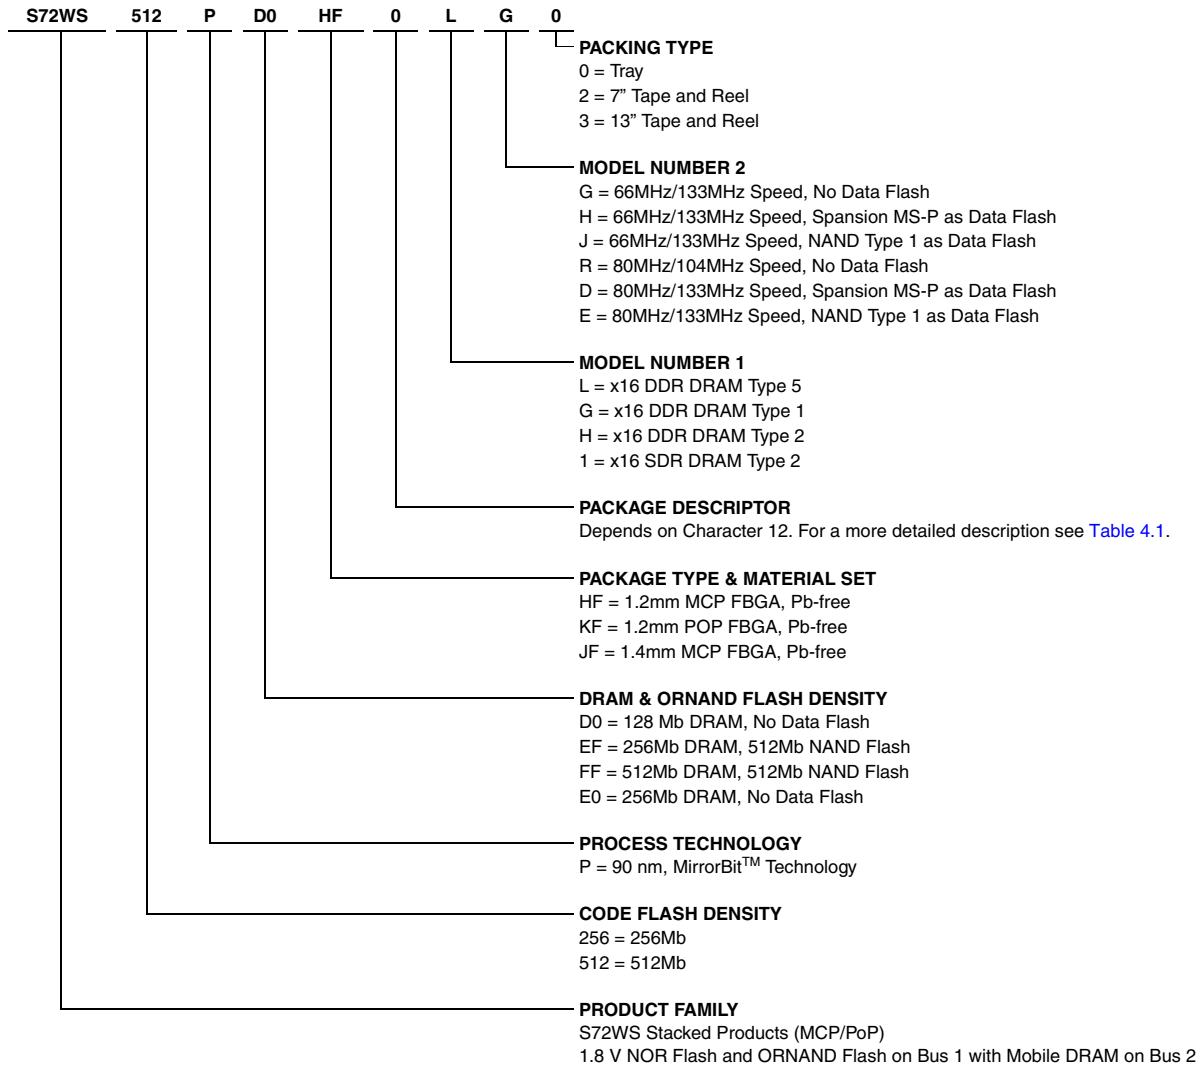 S72WS 512 P D0 HF 0 L G 0
PACKING TYPE
0 = Tray
2 = 7” Tape and Reel
3 = 13” Tape and Reel
MODEL NUMBER 2
G = 66MHz/133MHz Speed, No Data Flash
H = 66MHz/133MHz Speed, Spansion MS-P as Data Flash
J = 66MHz/133MHz Speed, NAND Type 1 as Data Flash
R = 80MHz/104MHz Speed, No Data Flash
D = 80MHz/133MHz Speed, Spansion MS-P as Data Flash
E = 80MHz/133MHz Speed, NAND Type 1 as Data Flash
MODEL NUMBER 1
L = x16 DDR DRAM Type 5
G = x16 DDR DRAM Type 1
H = x16 DDR DRAM Type 2
1 = x16 SDR DRAM Type 2
PACKAGE DESCRIPTOR
Depends on Character 12. For a more detailed description see Table 4.1.
PACKAGE TYPE & MATERIAL SET
HF = 1.2mm MCP FBGA, Pb-free
KF = 1.2mm POP FBGA, Pb-free
JF = 1.4mm MCP FBGA, Pb-free
DRAM & ORNAND FLASH DENSITY
D0 = 128 Mb DRAM, No Data Flash
EF = 256Mb DRAM, 512Mb NAND Flash
FF = 512Mb DRAM, 512Mb NAND Flash
E0 = 256Mb DRAM, No Data Flash
PROCESS TECHNOLOGY
P = 90 nm, MirrorBit™ Technology
CODE FLASH DENSITY
256 = 256Mb
512 = 512Mb
PRODUCT FAMILY
S72WS Stacked Products (MCP/PoP)
1.8 V NOR Flash and ORNAND Flash on Bus 1 with Mobile DRAM on Bus 2